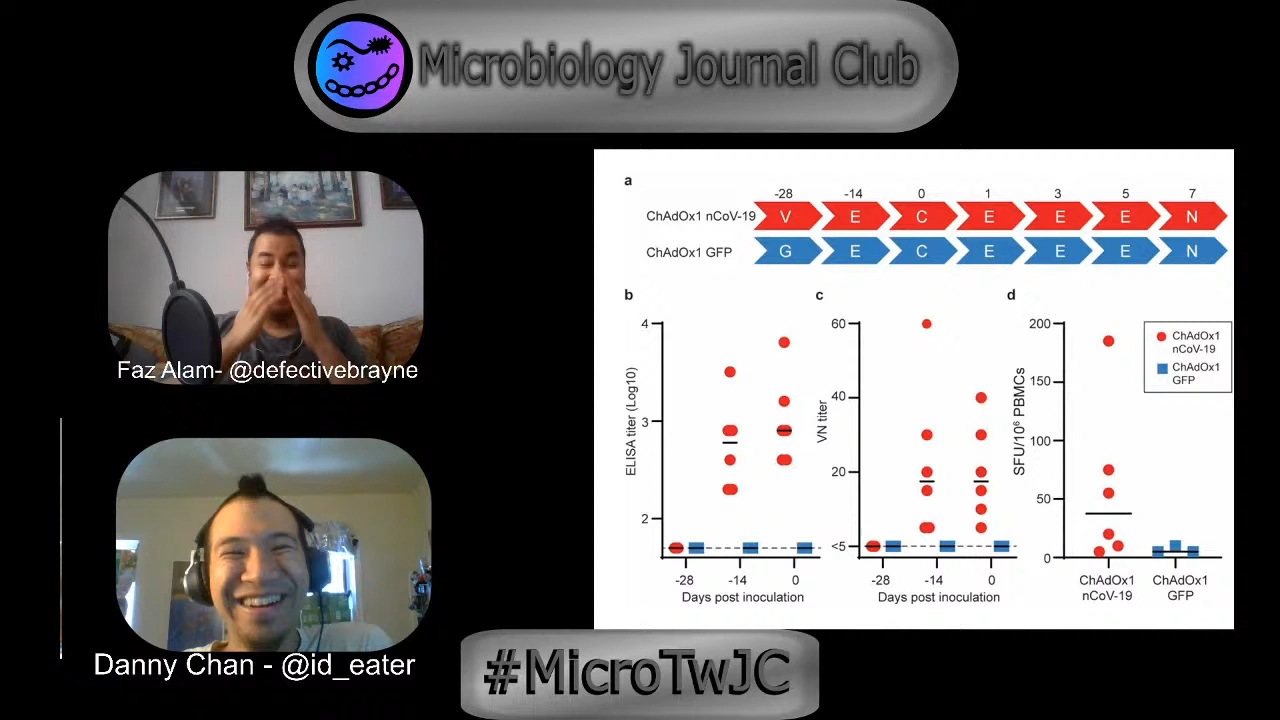 Microbiology Journal Club
Faz Alam- @defectivebrayne
Danny Chan - @id_eater
a
-28 -14 0 1 3 5 7
ChAdOx1 nCoV-19 V E C E E E N
ChAdOx1 GFP G E C E E E N
b
4
3
2
ELISA titer (Log10)
-28 -14 0
Days post inoculation
c
60
40
20
<5
VN titer
-28 -14 0
Days post inoculation
d
200
150
100
50
0
SFU/10⁶ PBMCs
ChAdOx1
nCoV-19
ChAdOx1
GFP
ChAdOx1
nCoV-19
ChAdOx1
GFP
#MicroTwJC